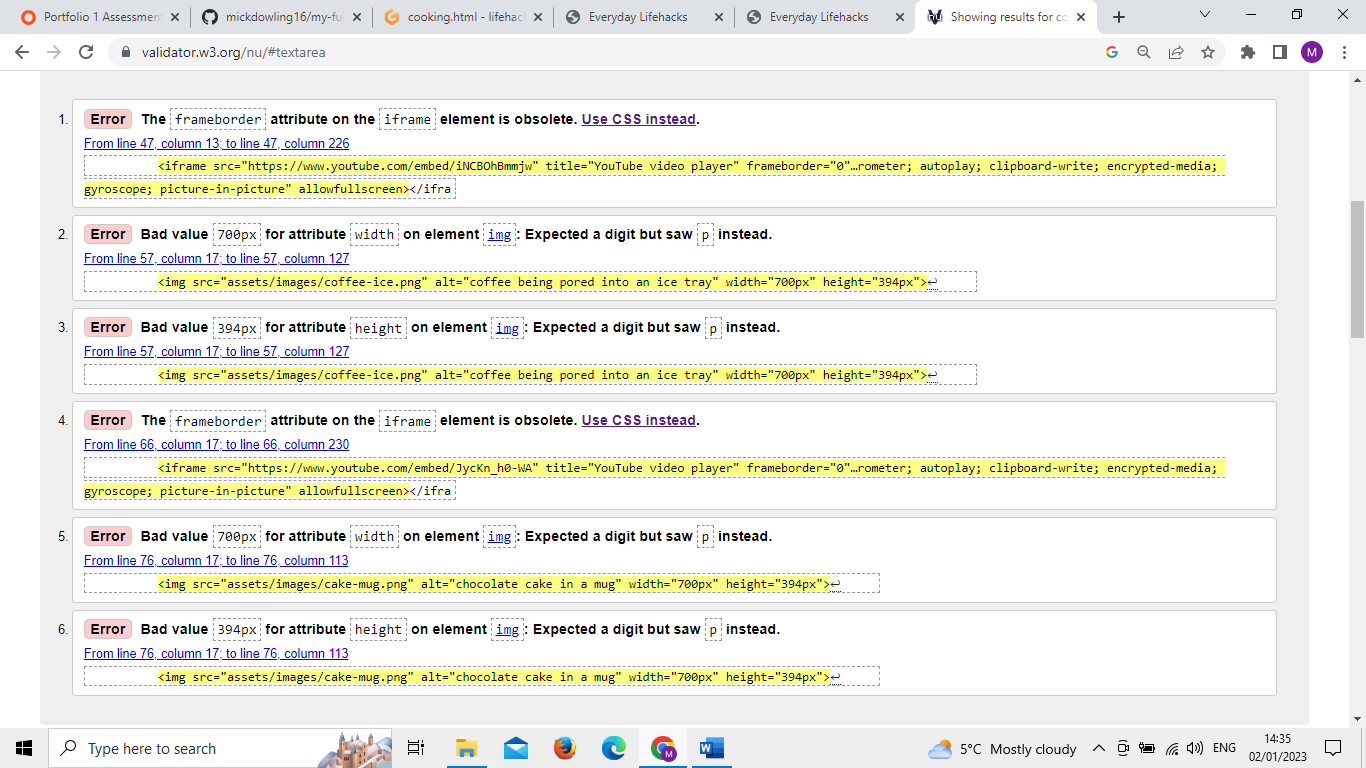 Portfolio 1 Assessment
mickdowling16/my-ful
cooking.html - lifehac
Everyday Lifehacks
Everyday Lifehacks
Showing results for co
validator.w3.org/nu/#textarea
M
1. Error The frameborder attribute on the iframe element is obsolete. Use CSS instead.
From line 47, column 13; to line 47, column 226
<iframe src="https://www.youtube.com/embed/iNCBOhBmmjw" title="YouTube video player" frameborder="0"…rometer; autoplay; clipboard-write; encrypted-media;
gyroscope; picture-in-picture" allowfullscreen></ifra
2. Error Bad value 700px for attribute width on element img: Expected a digit but saw p instead.
From line 57, column 17; to line 57, column 127
<img src="assets/images/coffee-ice.png" alt="coffee being pored into an ice tray" width="700px" height="394px">↩
3. Error Bad value 394px for attribute height on element img: Expected a digit but saw p instead.
From line 57, column 17; to line 57, column 127
<img src="assets/images/coffee-ice.png" alt="coffee being pored into an ice tray" width="700px" height="394px">↩
4. Error The frameborder attribute on the iframe element is obsolete. Use CSS instead.
From line 66, column 17; to line 66, column 230
<iframe src="https://www.youtube.com/embed/JycKn_h0-WA" title="YouTube video player" frameborder="0"…rometer; autoplay; clipboard-write; encrypted-media;
gyroscope; picture-in-picture" allowfullscreen></ifra
5. Error Bad value 700px for attribute width on element img: Expected a digit but saw p instead.
From line 76, column 17; to line 76, column 113
<img src="assets/images/cake-mug.png" alt="chocolate cake in a mug" width="700px" height="394px">↩
6. Error Bad value 394px for attribute height on element img: Expected a digit but saw p instead.
From line 76, column 17; to line 76, column 113
<img src="assets/images/cake-mug.png" alt="chocolate cake in a mug" width="700px" height="394px">↩
Type here to search
5°C Mostly cloudy
ENG
14:35
02/01/2023